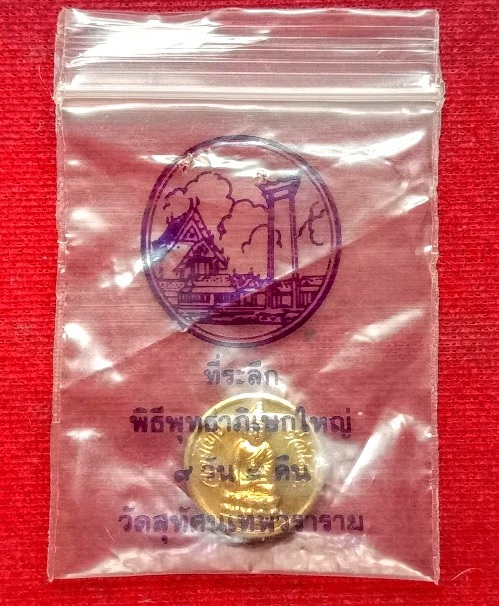 ที่ระลึก
พิธีพุทธาภิเษกใหญ่
๙ วัน ๙ คืน
วัดสุทัศนเทพวราราม